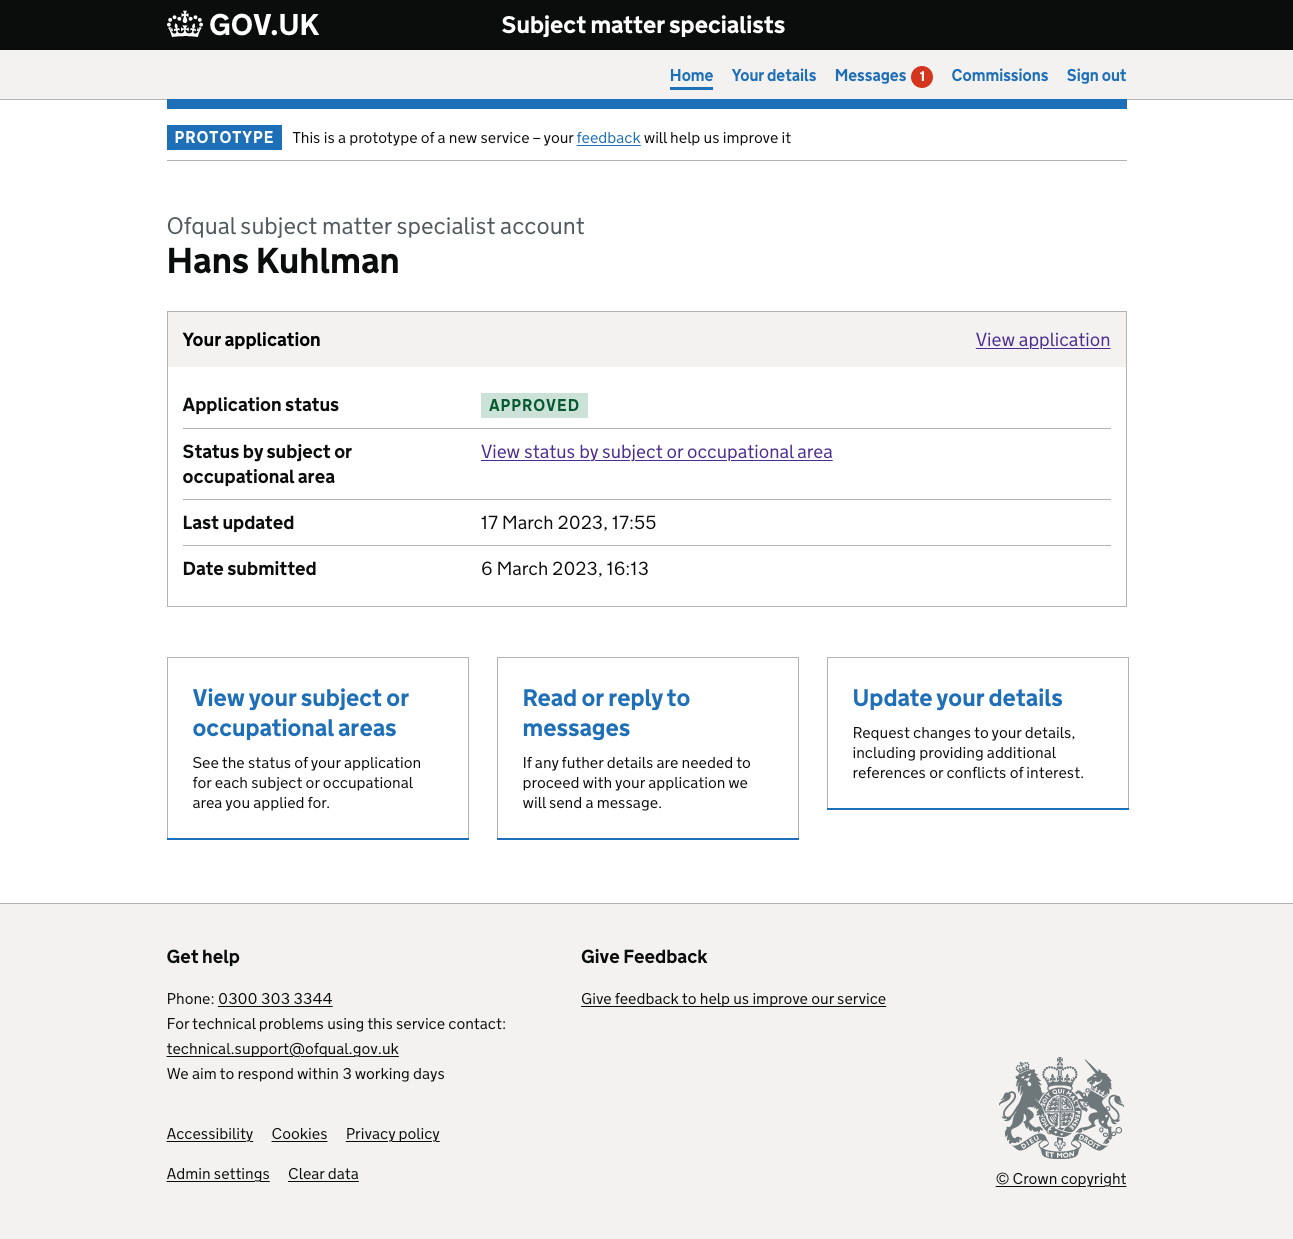 GOV.UK Subject matter specialists
Home Your details Messages 1 Commissions Sign out
PROTOTYPE This is a prototype of a new service – your feedback will help us improve it
Ofqual subject matter specialist account
Hans Kuhlman
Your application View application
Application status APPROVED
Status by subject or occupational area View status by subject or occupational area
Last updated 17 March 2023, 17:55
Date submitted 6 March 2023, 16:13
View your subject or
occupational areas
See the status of your application
for each subject or occupational
area you applied for.
Read or reply to
messages
If any futher details are needed to
proceed with your application we
will send a message.
Update your details
Request changes to your details,
including providing additional
references or conflicts of interest.
Get help
Phone: 0300 303 3344
For technical problems using this service contact:
technical.support@ofqual.gov.uk
We aim to respond within 3 working days
Give Feedback
Give feedback to help us improve our service
Accessibility Cookies Privacy policy
Admin settings Clear data
DIEU ET MON DROIT
© Crown copyright